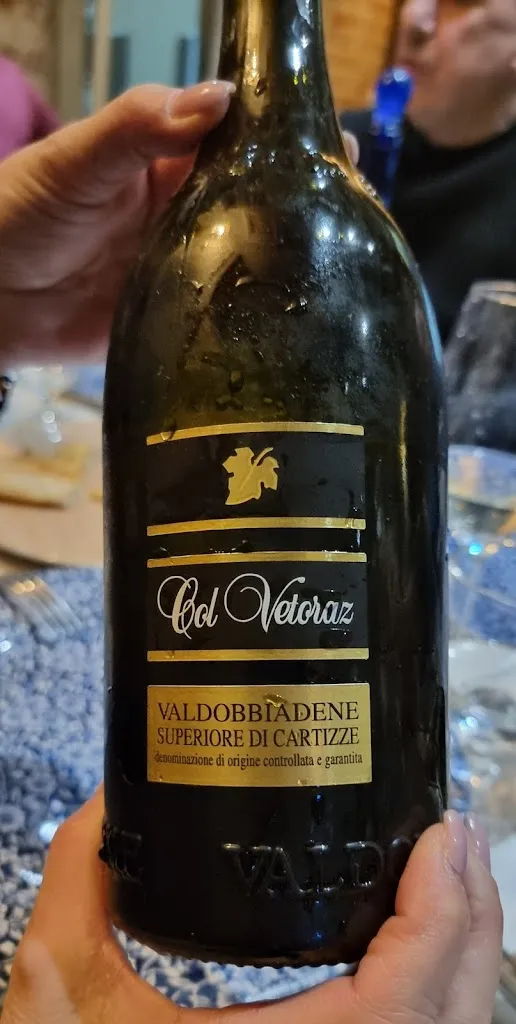 Col Vetoraz
VALDOBBIADENE
SUPERIORE DI CARTIZZE
denominazione di origine controllata e garantita